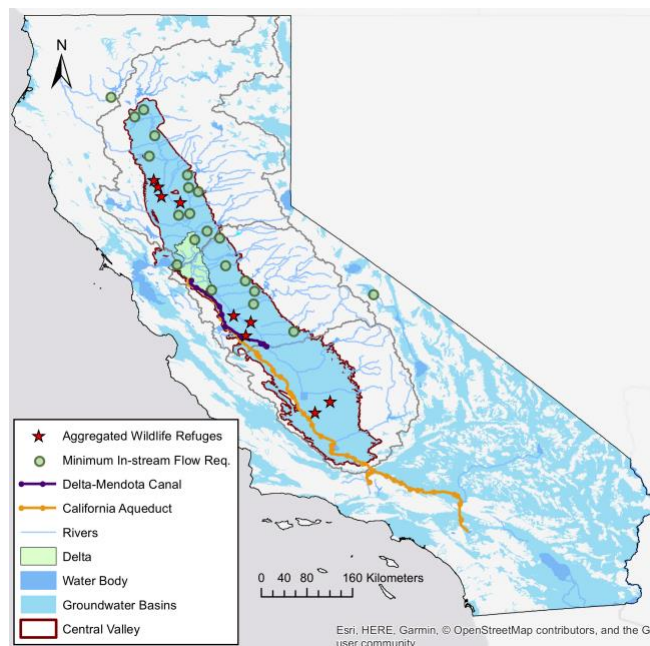 N
Aggregated Wildlife Refuges
Minimum In-stream Flow Req.
Delta-Mendota Canal
California Aqueduct
Rivers
Delta
Water Body
Groundwater Basins
Central Valley
0 40 80 160 Kilometers
Esri, HERE, Garmin, © OpenStreetMap contributors, and the G
user community